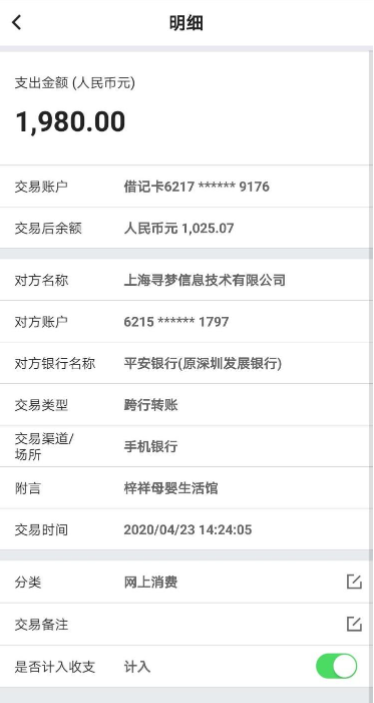 明细
支出金额 (人民币元)
1,980.00
交易账户 借记卡6217 ****** 9176
交易后余额 人民币元 1,025.07
对方名称 上海寻梦信息技术有限公司
对方账户 6215 ****** 1797
对方银行名称 平安银行(原深圳发展银行)
交易类型 跨行转账
交易渠道/
场所 手机银行
附言 梓祥母婴生活馆
交易时间 2020/04/23 14:24:05
分类 网上消费
交易备注
是否计入收支 计入